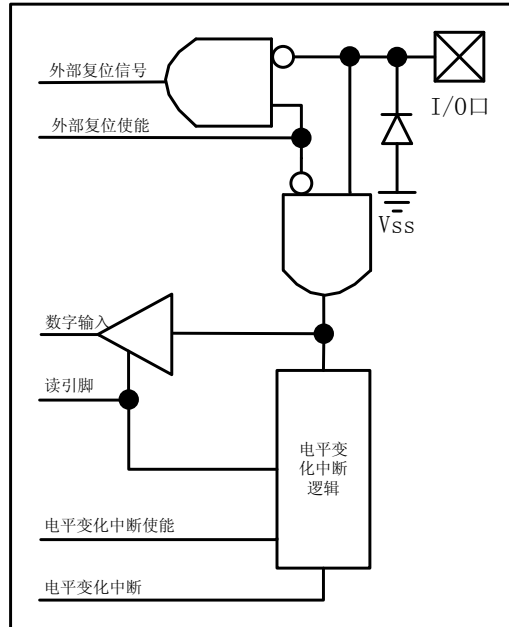 外部复位信号
I/O口
外部复位使能
Vss
数字输入
读引脚
电平变
化中断
逻辑
电平变化中断使能
电平变化中断